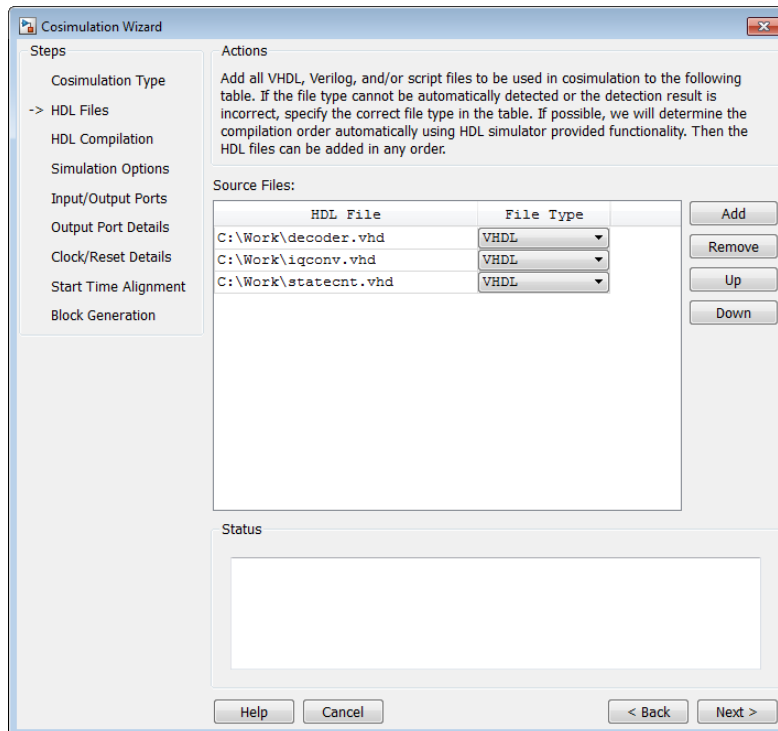 Cosimulation Wizard
Steps
Cosimulation Type
-> HDL Files
HDL Compilation
Simulation Options
Input/Output Ports
Output Port Details
Clock/Reset Details
Start Time Alignment
Block Generation
Actions
Add all VHDL, Verilog, and/or script files to be used in cosimulation to the following
table. If the file type cannot be automatically detected or the detection result is
incorrect, specify the correct file type in the table. If possible, we will determine the
compilation order automatically using HDL simulator provided functionality. Then the
HDL files can be added in any order.
Source Files:
HDL File File Type
C:\Work\decoder.vhd VHDL
C:\Work\iqconv.vhd VHDL
C:\Work\statecnt.vhd VHDL
Add
Remove
Up
Down
Status
Help Cancel < Back Next >